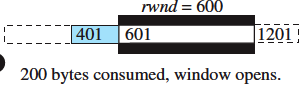 rwnd = 600
401 601 1201
200 bytes consumed, window opens.